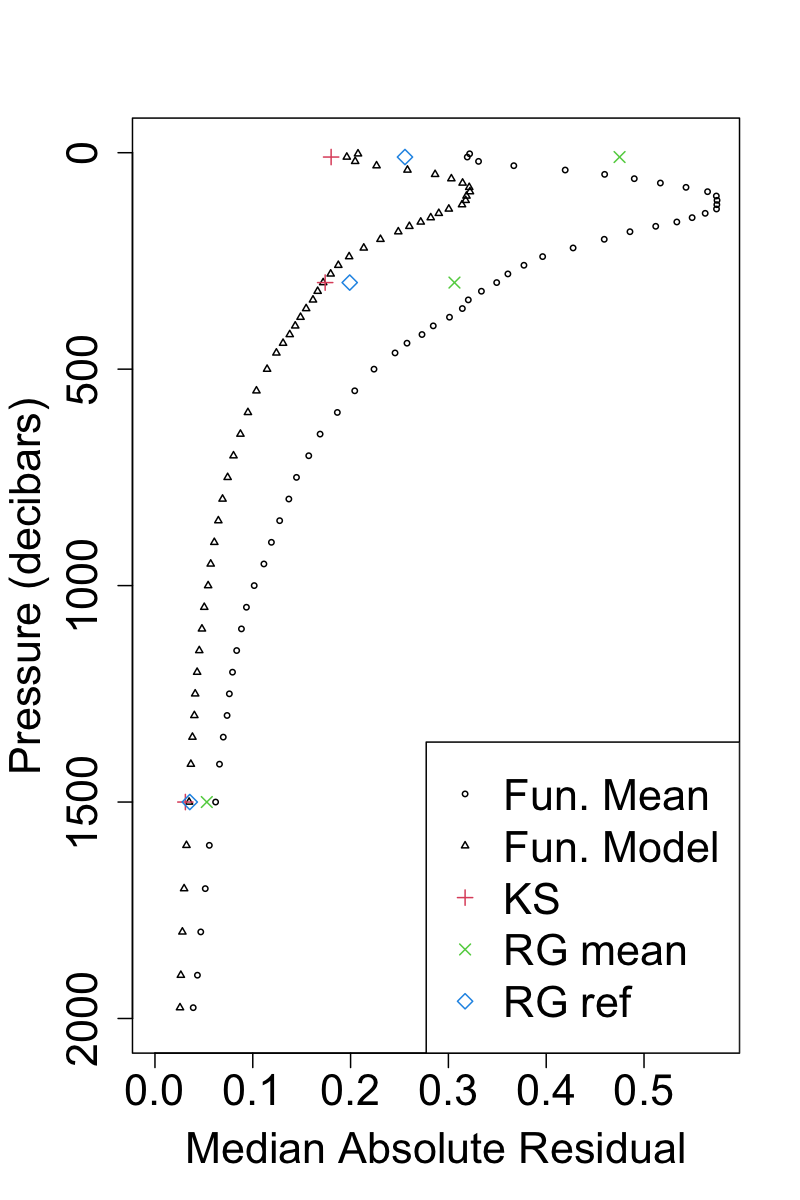 0
500
1000
1500
2000
Pressure (decibars)
0.0 0.1 0.2 0.3 0.4 0.5
Median Absolute Residual
Fun. Mean
Fun. Model
KS
RG mean
RG ref